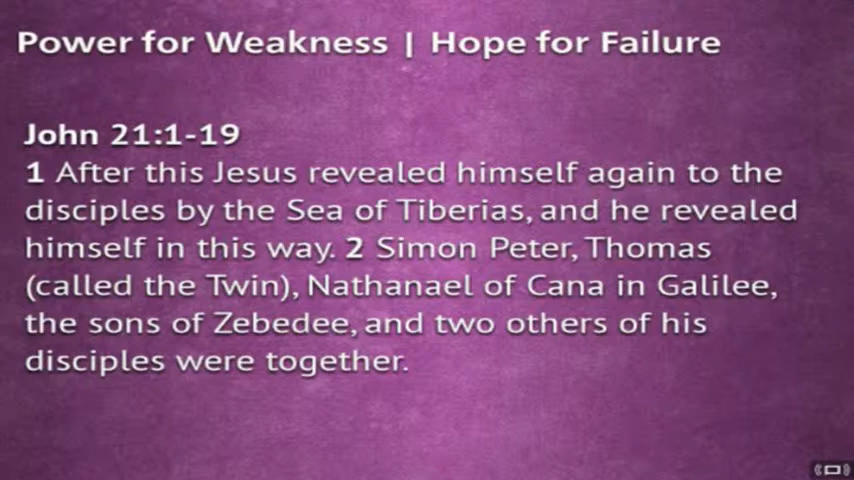 Power for Weakness | Hope for Failure
John 21:1-19
1 After this Jesus revealed himself again to the
disciples by the Sea of Tiberias, and he revealed
himself in this way. 2 Simon Peter, Thomas
(called the Twin), Nathanael of Cana in Galilee,
the sons of Zebedee, and two others of his
disciples were together.